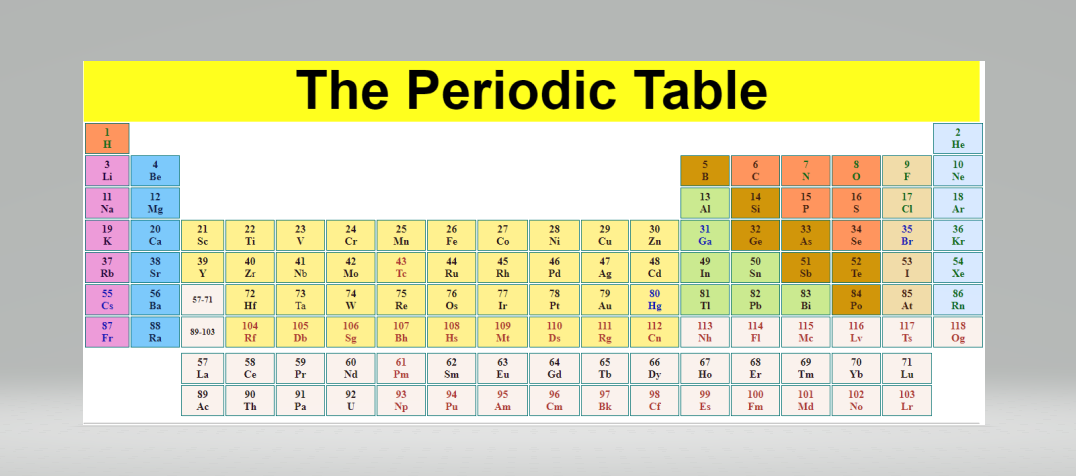 The Periodic Table
1 2
H He
3 4 5 6 7 8 9 10
Li Be B C N O F Ne
11 12 13 14 15 16 17 18
Na Mg Al Si P S Cl Ar
19 20 21 22 23 24 25 26 27 28 29 30 31 32 33 34 35 36
K Ca Sc Ti V Cr Mn Fe Co Ni Cu Zn Ga Ge As Se Br Kr
37 38 39 40 41 42 43 44 45 46 47 48 49 50 51 52 53 54
Rb Sr Y Zr Nb Mo Tc Ru Rh Pd Ag Cd In Sn Sb Te I Xe
55 56 57-71 72 73 74 75 76 77 78 79 80 81 82 83 84 85 86
Cs Ba Hf Ta W Re Os Ir Pt Au Hg Tl Pb Bi Po At Rn
87 88 89-103 104 105 106 107 108 109 110 111 112 113 114 115 116 117 118
Fr Ra Rf Db Sg Bh Hs Mt Ds Rg Cn Nh Fl Mc Lv Ts Og
57 58 59 60 61 62 63 64 65 66 67 68 69 70 71
La Ce Pr Nd Pm Sm Eu Gd Tb Dy Ho Er Tm Yb Lu
89 90 91 92 93 94 95 96 97 98 99 100 101 102 103
Ac Th Pa U Np Pu Am Cm Bk Cf Es Fm Md No Lr